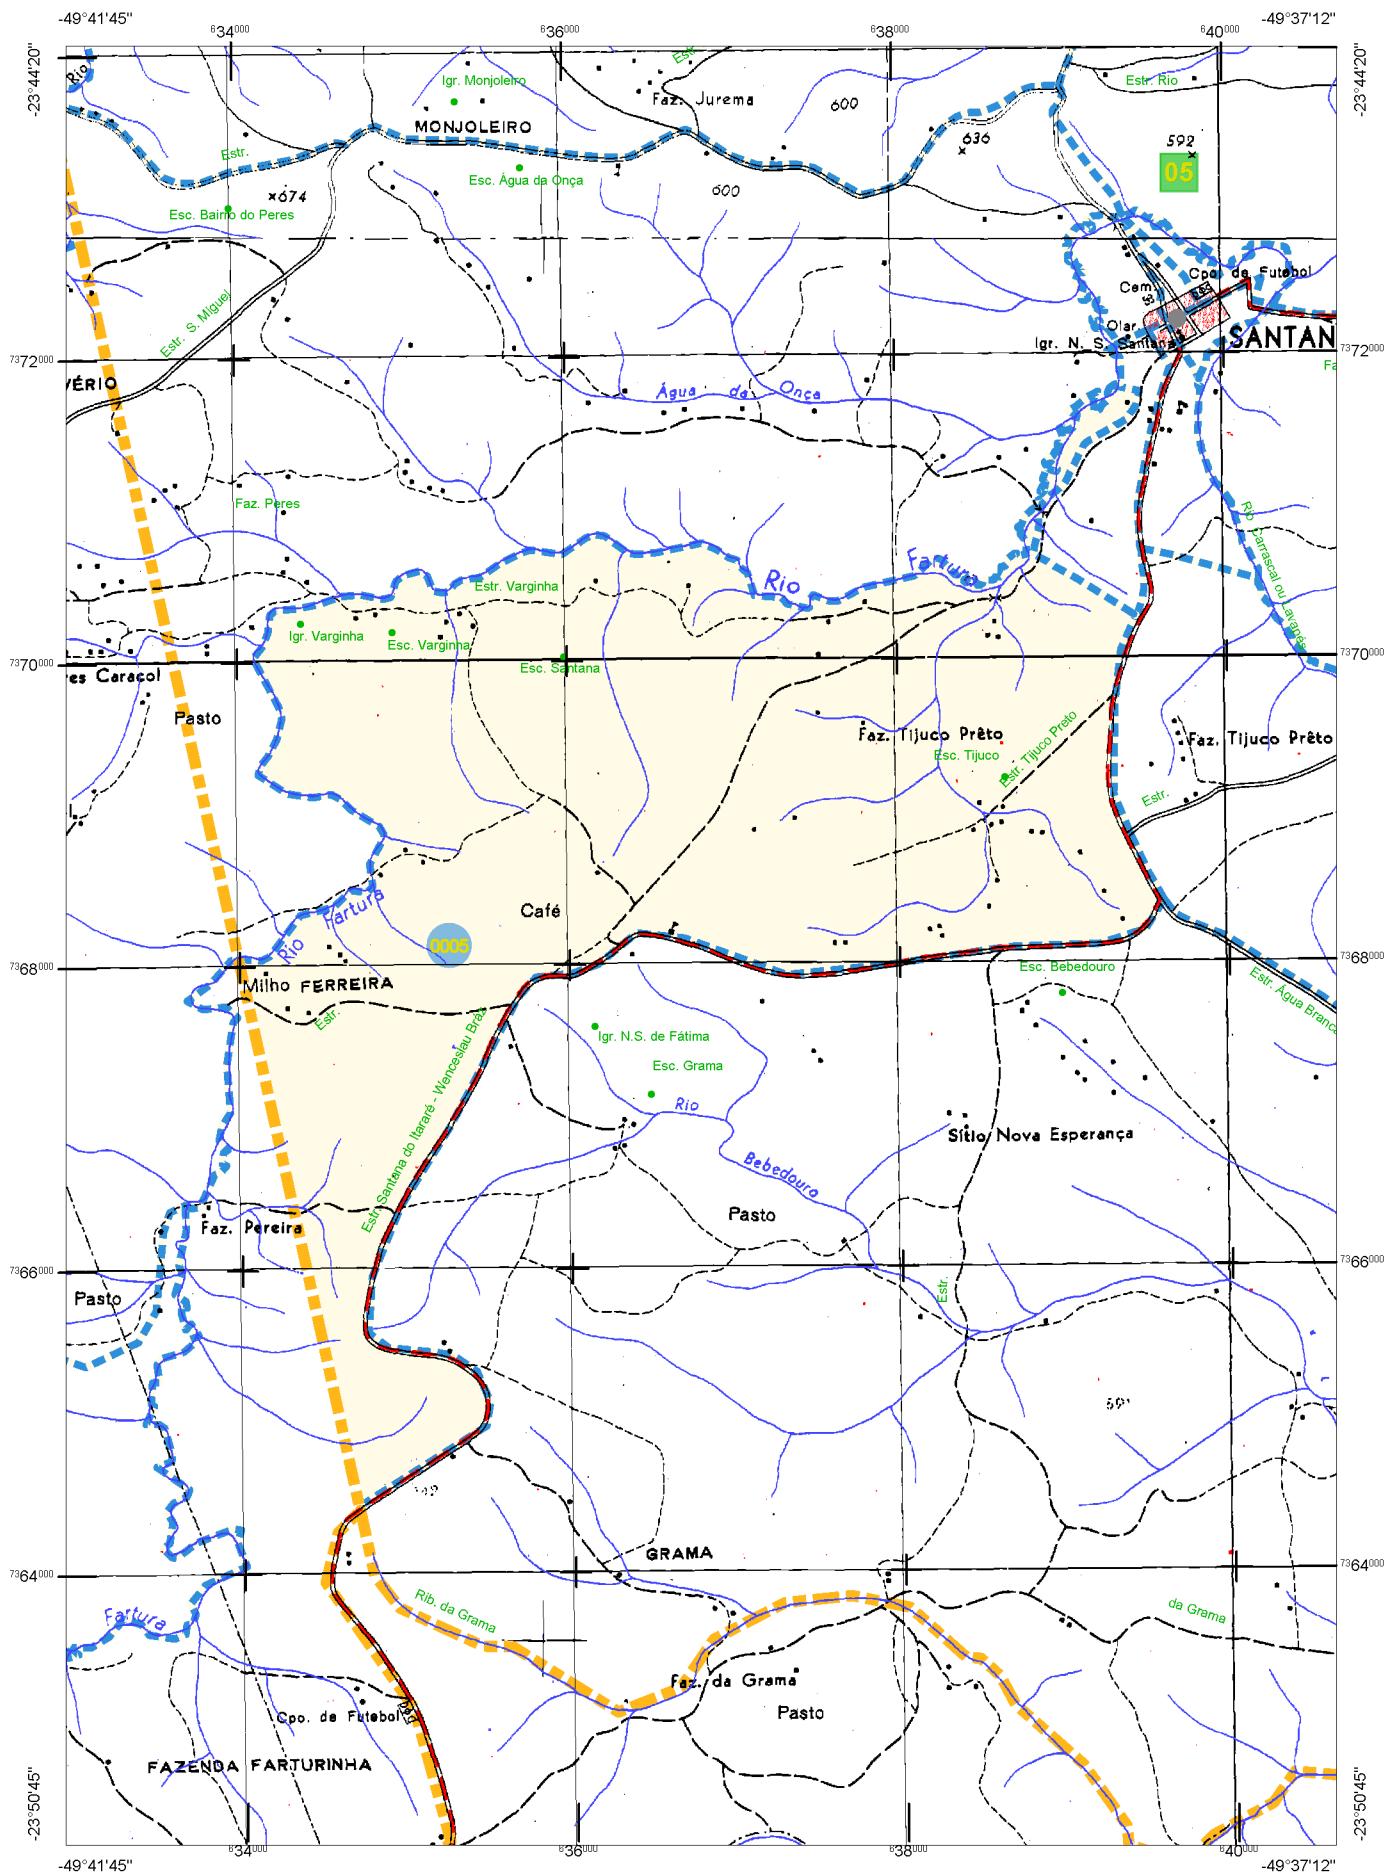 -49°41'45"
-49°37'12"
634000
636000
638000
640000
-23°44'20"
-23°44'20"
Rio
Igr. Monjoleiro
Estr.
Faz. Jurema
600
Estr. Rio
MONJOLEIRO
636
592
05
Estr.
Esc. Água da Onça
×674
600
Esc. Bairro do Peres
Cpo. de Futebol
Cem.
Estr. S. Miguel
Olar.
Igr. N. S. Santana
SANTAN
7372000
7372000
Fa
VÉRIO
Água da Onça
Faz. Peres
Rio Carrascal ou Lavapés
Rio Fartura
Estr. Varginha
Igr. Varginha
Esc. Varginha
Esc. Santana
7370000
7370000
es Caracol
Pasto
Faz. Tijuco Prêto
Estr. Tijuco Preto
Esc. Tijuco
Faz. Tijuco Prêto
Estr.
Rio Fartura
Café
0005
7368000
7368000
Milho FERREIRA
Esc. Bebedouro
Estr. Água Branca
Estr.
Estr. Santana do Itararé - Wenceslau Braz
Igr. N.S. de Fátima
Esc. Grama
Rio Bebedouro
Sítio Nova Esperança
Faz. Pereira
Pasto
7366000
7366000
Pasto
Estr.
GRAMA
7364000
7364000
Fartura
Rib. da Grama
da Grama
Faz. da Grama
Pasto
Cpo. de Futebol
FAZENDA FARTURINHA
-23°50'45"
-23°50'45"
634000
636000
638000
640000
-49°41'45"
-49°37'12"